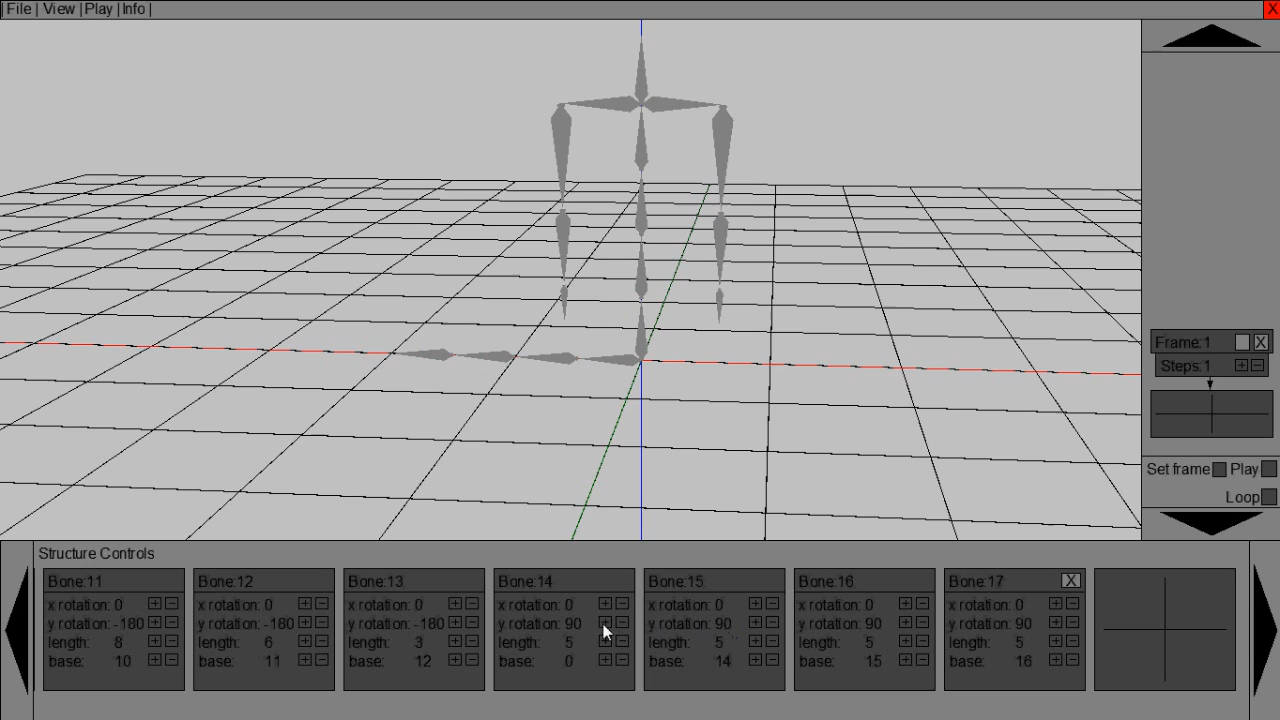 | File | View | Play | Info |
X
Frame:1 X
Steps:1 + −
Set frame Play
Loop
Structure Controls
Bone:11
x rotation: 0 + −
y rotation: -180 + −
length: 8 + −
base: 10 + −
Bone:12
x rotation: 0 + −
y rotation: -180 + −
length: 6 + −
base: 11 + −
Bone:13
x rotation: 0 + −
y rotation: -180 + −
length: 3 + −
base: 12 + −
Bone:14
x rotation: 0 + −
y rotation: 90 + −
length: 5 + −
base: 0 + −
Bone:15
x rotation: 0 + −
y rotation: 90 + −
length: 5 + −
base: 14 + −
Bone:16
x rotation: 0 + −
y rotation: 90 + −
length: 5 + −
base: 15 + −
Bone:17 X
x rotation: 0 + −
y rotation: 90 + −
length: 5 + −
base: 16 + −